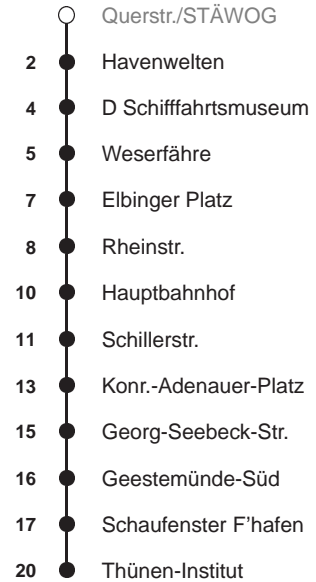 Querstr./STÄWOG
2 Havenwelten
4 D Schifffahrtsmuseum
5 Weserfähre
7 Elbinger Platz
8 Rheinstr.
10 Hauptbahnhof
11 Schillerstr.
13 Konr.-Adenauer-Platz
15 Georg-Seebeck-Str.
16 Geestemünde-Süd
17 Schaufenster F'hafen
20 Thünen-Institut